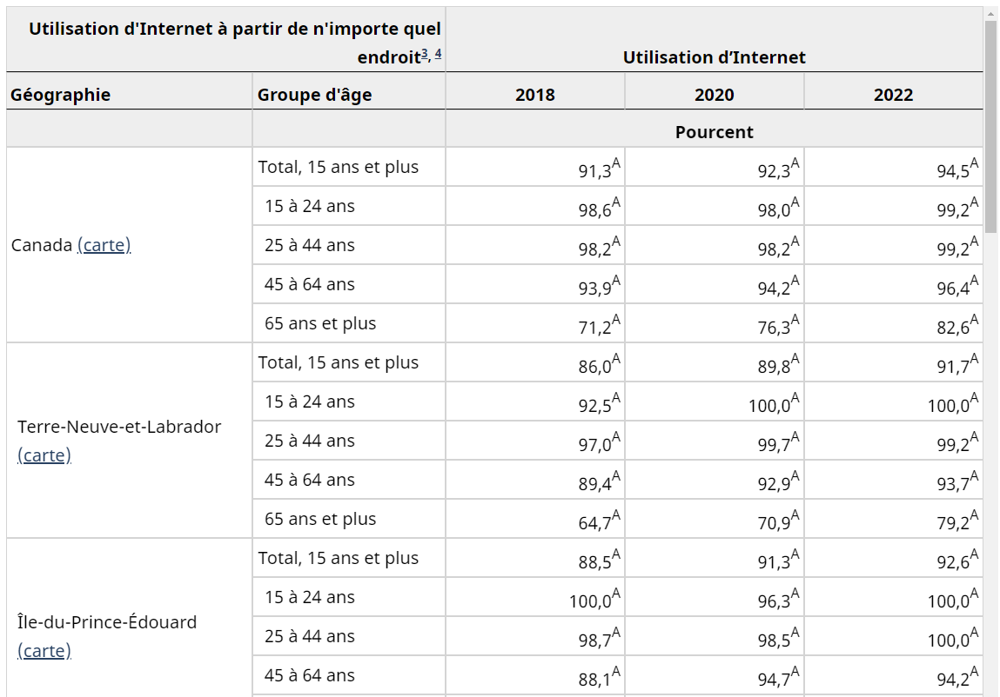 Utilisation d'Internet à partir de n'importe quel
endroit3, 4
Utilisation d’Internet
Géographie Groupe d'âge 2018 2020 2022
Pourcent
Canada (carte)
Total, 15 ans et plus 91,3A 92,3A 94,5A
15 à 24 ans 98,6A 98,0A 99,2A
25 à 44 ans 98,2A 98,2A 99,2A
45 à 64 ans 93,9A 94,2A 96,4A
65 ans et plus 71,2A 76,3A 82,6A
Terre-Neuve-et-Labrador
(carte)
Total, 15 ans et plus 86,0A 89,8A 91,7A
15 à 24 ans 92,5A 100,0A 100,0A
25 à 44 ans 97,0A 99,7A 99,2A
45 à 64 ans 89,4A 92,9A 93,7A
65 ans et plus 64,7A 70,9A 79,2A
Île-du-Prince-Édouard
(carte)
Total, 15 ans et plus 88,5A 91,3A 92,6A
15 à 24 ans 100,0A 96,3A 100,0A
25 à 44 ans 98,7A 98,5A 100,0A
45 à 64 ans 88,1A 94,7A 94,2A